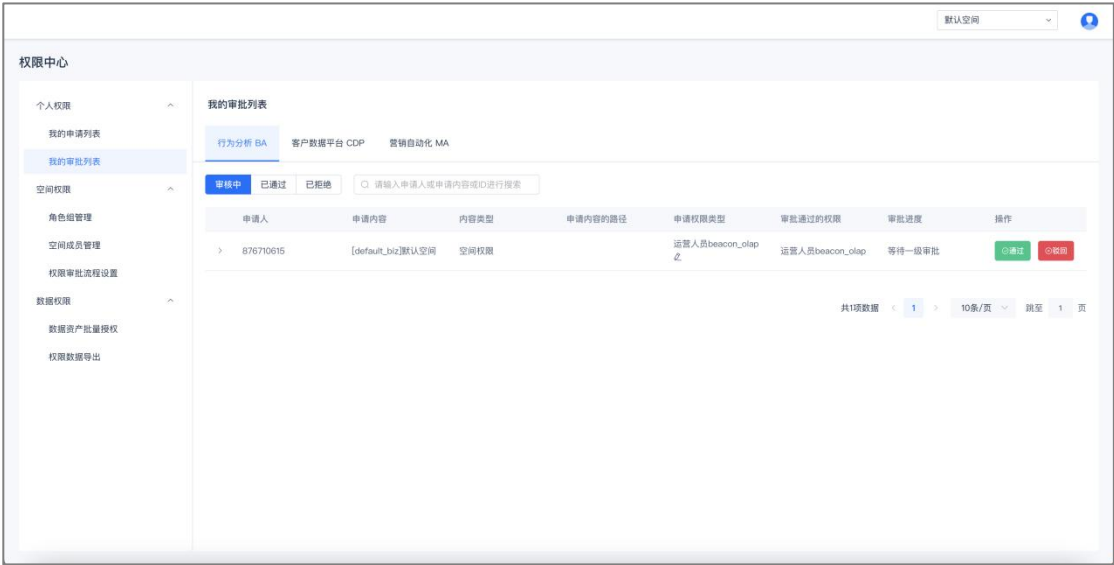 默认空间
权限中心
个人权限
我的申请列表
我的审批列表
空间权限
角色组管理
空间成员管理
权限审批流程设置
数据权限
数据资产批量授权
权限数据导出
我的审批列表
行为分析 BA 客户数据平台 CDP 营销自动化 MA
审核中 已通过 已拒绝 请输入申请人或申请内容或ID进行搜索
申请人 申请内容 内容类型 申请内容的路径 申请权限类型 审批通过的权限 审批进度 操作
876710615 [default_biz]默认空间 空间权限 运营人员beacon_olap 运营人员beacon_olap 等待一级审批 通过 驳回
共1项数据 < 1 > 10条/页 跳至 1 页